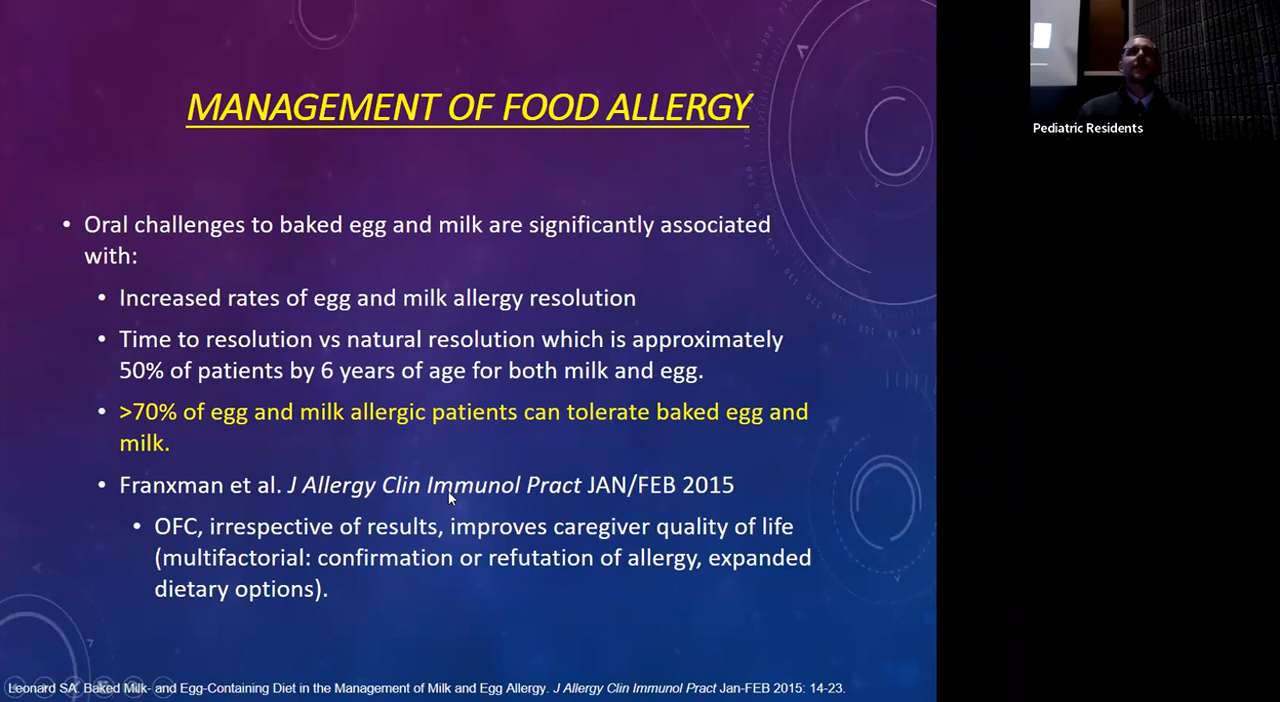 MANAGEMENT OF FOOD ALLERGY
Pediatric Residents
• Oral challenges to baked egg and milk are significantly associated
with:
• Increased rates of egg and milk allergy resolution
• Time to resolution vs natural resolution which is approximately
50% of patients by 6 years of age for both milk and egg.
• >70% of egg and milk allergic patients can tolerate baked egg and
milk.
• Franxman et al. J Allergy Clin Immunol Pract JAN/FEB 2015
• OFC, irrespective of results, improves caregiver quality of life
(multifactorial: confirmation or refutation of allergy, expanded
dietary options).
Leonard SA. Baked Milk- and Egg-Containing Diet in the Management of Milk and Egg Allergy. J Allergy Clin Immunol Pract Jan-FEB 2015: 14-23.